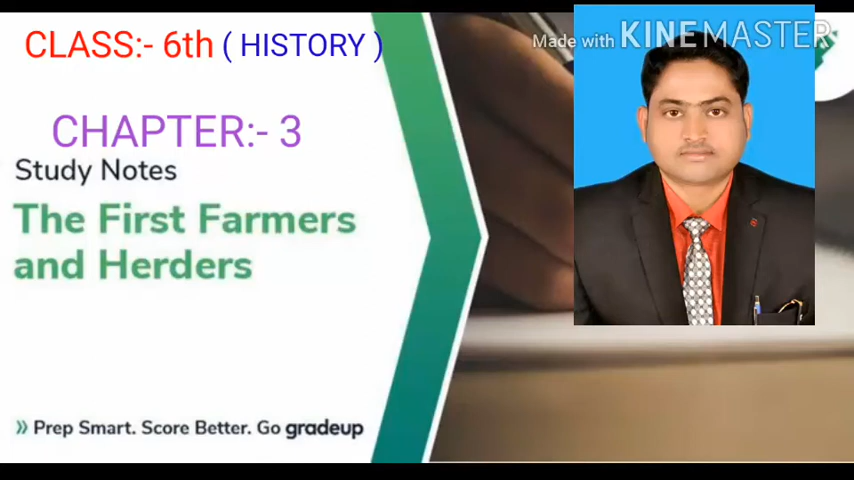 CLASS:- 6th ( HISTORY )
Made with KINEMASTER
CHAPTER:- 3
Study Notes
The First Farmers
and Herders
» Prep Smart. Score Better. Go gradeup